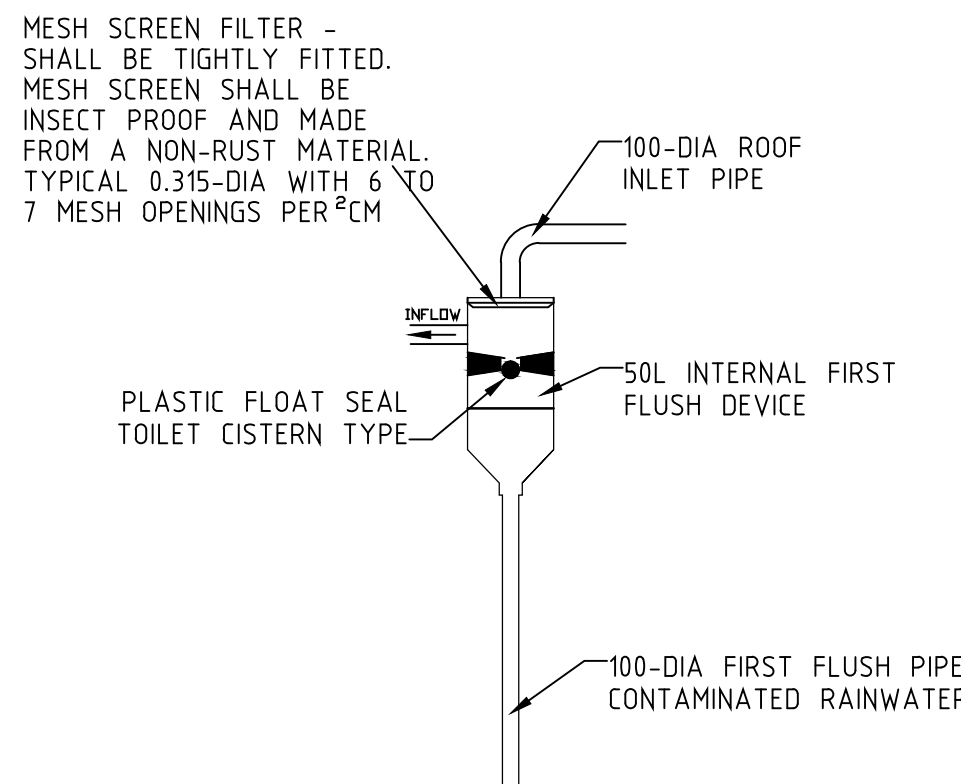 MESH SCREEN FILTER -
SHALL BE TIGHTLY FITTED.
MESH SCREEN SHALL BE
INSECT PROOF AND MADE
FROM A NON-RUST MATERIAL.
TYPICAL 0.315-DIA WITH 6 TO
7 MESH OPENINGS PER ²CM
100-DIA ROOF
INLET PIPE
INFLOW
50L INTERNAL FIRST
FLUSH DEVICE
PLASTIC FLOAT SEAL
TOILET CISTERN TYPE
100-DIA FIRST FLUSH PIPE
CONTAMINATED RAINWATER